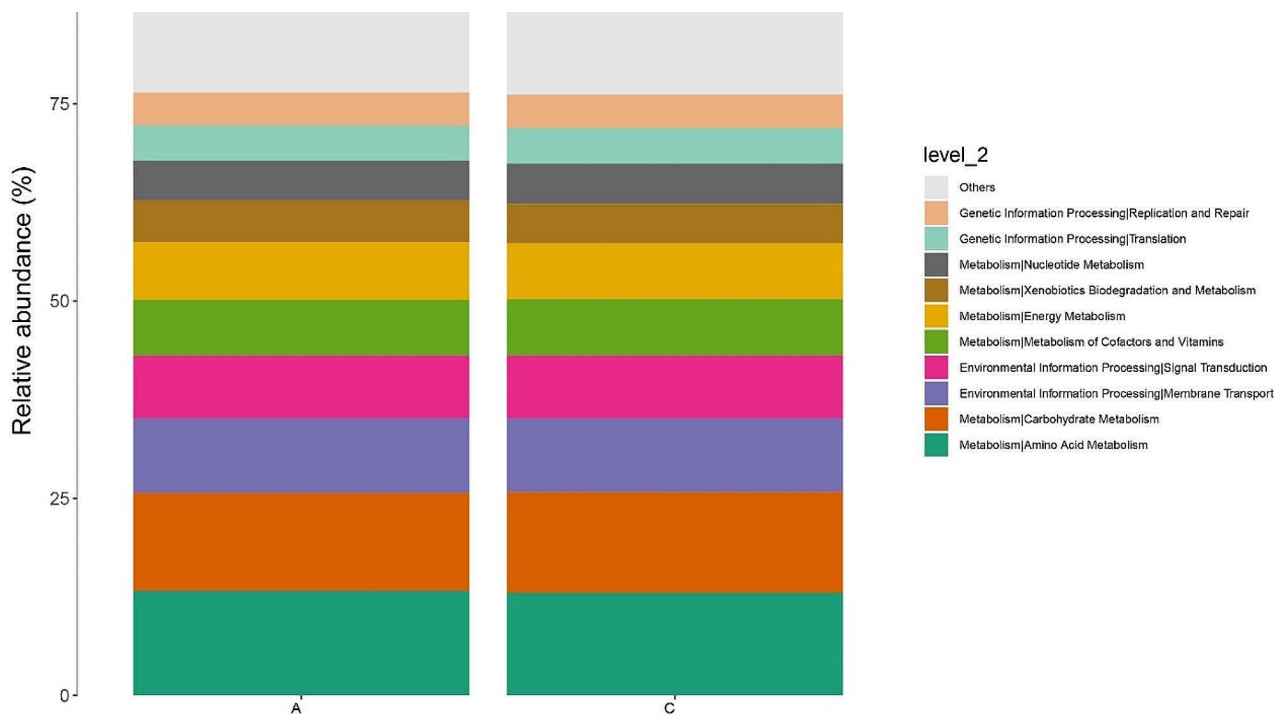 Relative abundance (%)
75
50
25
0
A
C
level_2
Others
Genetic Information Processing|Replication and Repair
Genetic Information Processing|Translation
Metabolism|Nucleotide Metabolism
Metabolism|Xenobiotics Biodegradation and Metabolism
Metabolism|Energy Metabolism
Metabolism|Metabolism of Cofactors and Vitamins
Environmental Information Processing|Signal Transduction
Environmental Information Processing|Membrane Transport
Metabolism|Carbohydrate Metabolism
Metabolism|Amino Acid Metabolism